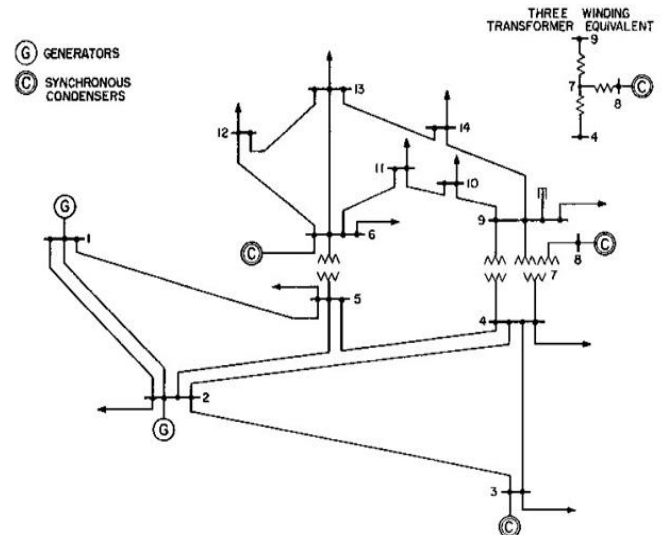 THREE WINDING
TRANSFORMER EQUIVALENT
9
7
8
C
4
G GENERATORS
C SYNCHRONOUS
CONDENSERS
13
12
14
11
10
G
1
9
6
C
8
C
7
5
4
2
G
3
C